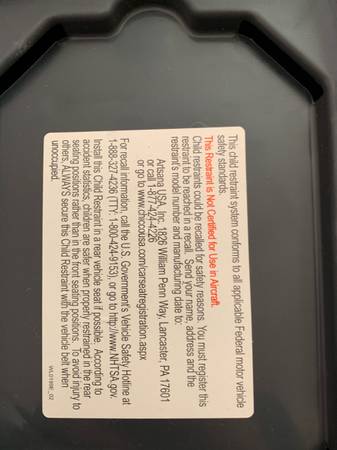 This child restraint system conforms to all applicable Federal motor vehicle
safety standards.
This Restraint is Not Certified for Use in Aircraft.
Child restraints could be recalled for safety reasons. You must register this
restraint to be reached in a recall. Send your name, address and the
restraint's model number and manufacturing date to:
Artsana USA, Inc. 1826 William Penn Way, Lancaster, PA 17601
or call 1-877-424-4226
or go to www.chiccousa.com/carseatregistration.aspx
For recall information, call the U.S. Government's Vehicle Safety Hotline at
1-888-327-4236 (TTY: 1-800-424-9153), or go to http://www.NHTSA.gov.
Install this Child Restraint in a rear vehicle seat if possible. According to
accident statistics, children are safer when properly restrained in the rear
seating positions rather than in the front seating positions. To avoid injury to
others, ALWAYS secure this Child Restraint with the vehicle belt when
unoccupied.